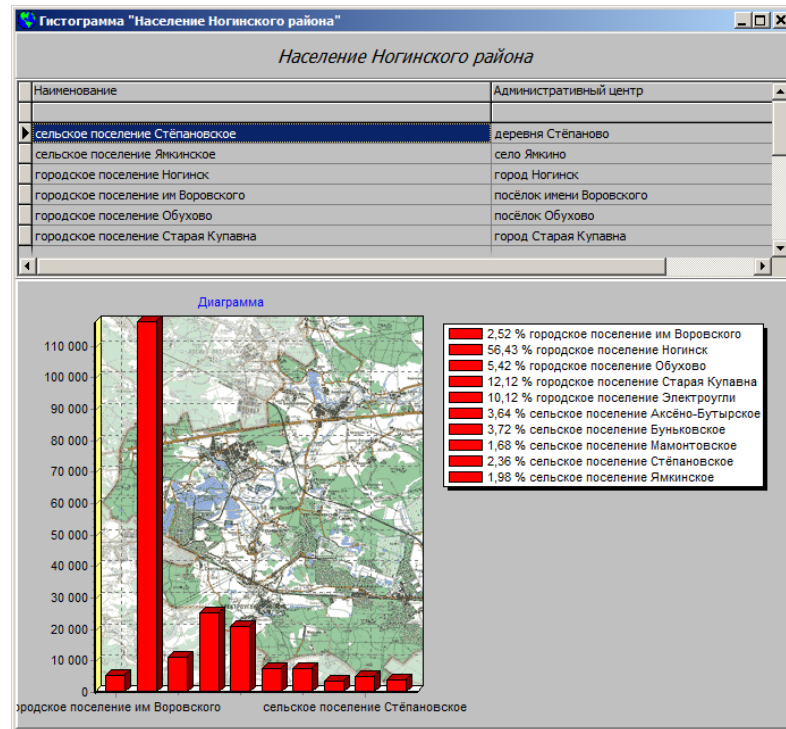 Гистограмма "Население Ногинского района"
Население Ногинского района
Наименование Административный центр
сельское поселение Стёпановское деревня Стёпаново
сельское поселение Ямкинское село Ямкино
городское поселение Ногинск город Ногинск
городское поселение им Воровского посёлок имени Воровского
городское поселение Обухово посёлок Обухово
городское поселение Старая Купавна город Старая Купавна
Диаграмма
110 000
100 000
90 000
80 000
70 000
60 000
50 000
40 000
30 000
20 000
10 000
0
ородское поселение им Воровского сельское поселение Стёпановское
2,52 % городское поселение им Воровского
56,43 % городское поселение Ногинск
5,42 % городское поселение Обухово
12,12 % городское поселение Старая Купавна
10,12 % городское поселение Электроугли
3,64 % сельское поселение Аксёно-Бутырское
3,72 % сельское поселение Буньковское
1,68 % сельское поселение Мамонтовское
2,36 % сельское поселение Стёпановское
1,98 % сельское поселение Ямкинское